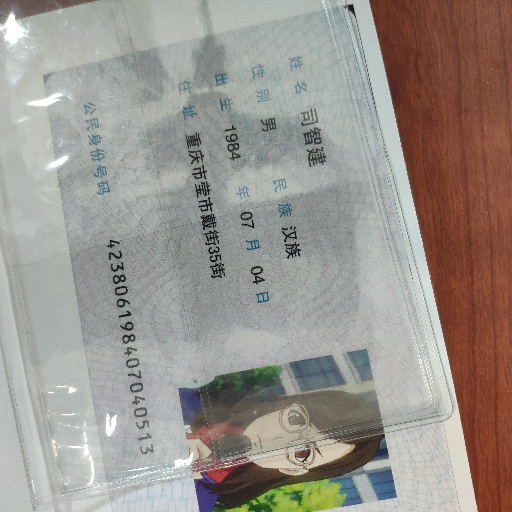 姓名 司智建
性别 男 民族 汉族
出生 1984 年 07 月 04 日
住址 重庆市莹市戴街35街
公民身份号码 423806198407040513